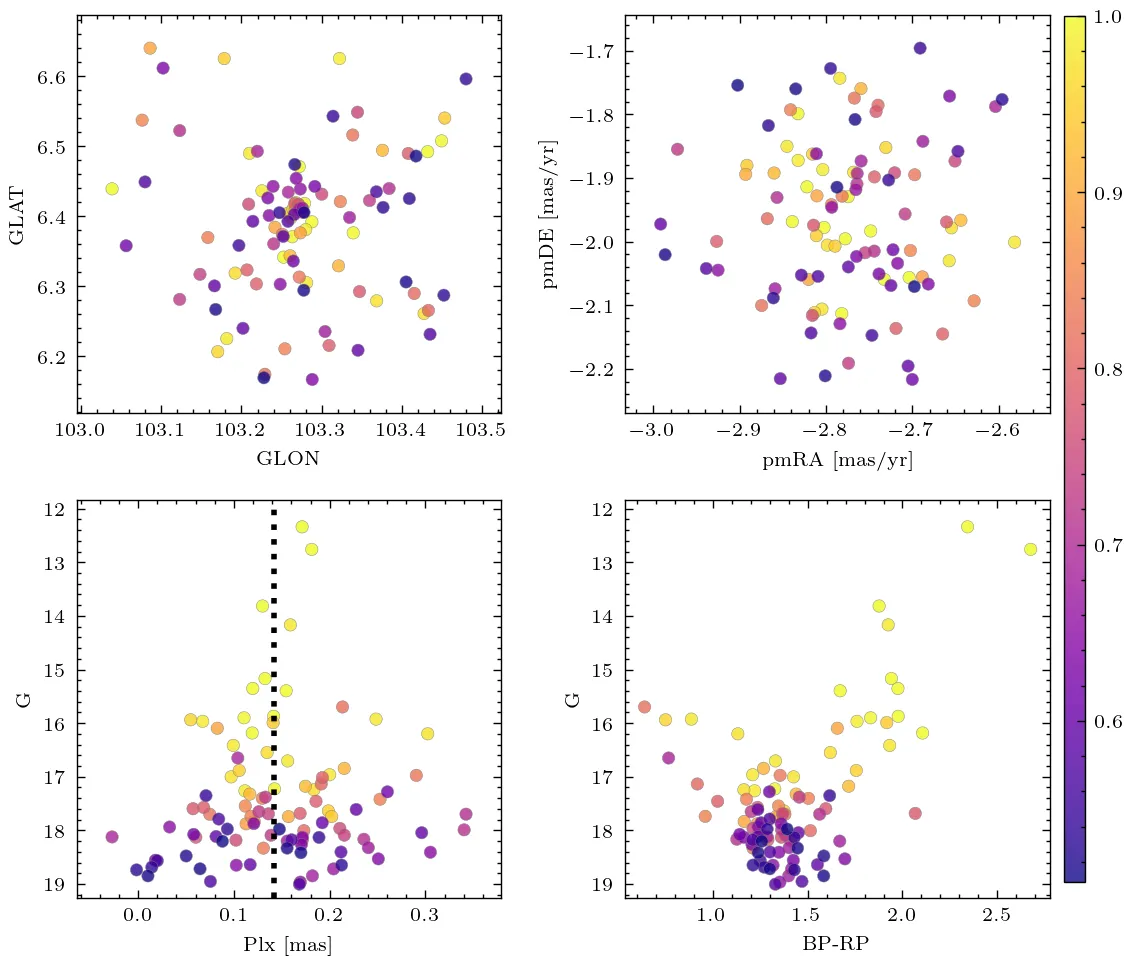 6.6
6.5
6.4
6.3
6.2
GLAT
103.0 103.1 103.2 103.3 103.4 103.5
GLON
−1.7
−1.8
−1.9
−2.0
−2.1
−2.2
pmDE [mas/yr]
−3.0 −2.9 −2.8 −2.7 −2.6
pmRA [mas/yr]
12
13
14
15
16
17
18
19
G
0.0 0.1 0.2 0.3
Plx [mas]
12
13
14
15
16
17
18
19
G
1.0 1.5 2.0 2.5
BP-RP
1.0
0.9
0.8
0.7
0.6